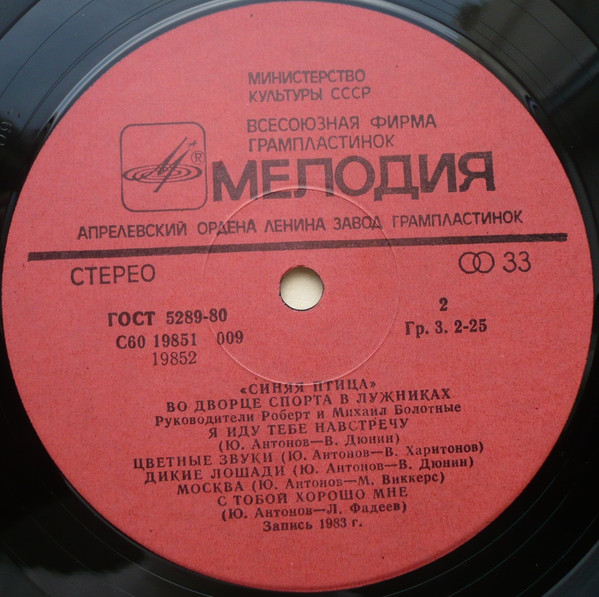 МИНИСТЕРСТВО
КУЛЬТУРЫ СССР
ВСЕСОЮЗНАЯ ФИРМА
ГРАМПЛАСТИНОК
® МЕЛОДИЯ
АПРЕЛЕВСКИЙ ОРДЕНА ЛЕНИНА ЗАВОД ГРАМПЛАСТИНОК
СТЕРЕО 33
ГОСТ 5289-80 2
С60 19851 009 Гр. 3. 2-25
19852
«СИНЯЯ ПТИЦА»
ВО ДВОРЦЕ СПОРТА В ЛУЖНИКАХ
Руководители Роберт и Михаил Болотные
Я ИДУ ТЕБЕ НАВСТРЕЧУ
(Ю. Антонов—В. Дюнин)
ЦВЕТНЫЕ ЗВУКИ (Ю. Антонов—В. Харитонов)
ДИКИЕ ЛОШАДИ (Ю. Антонов—В. Дюнин)
МОСКВА (Ю. Антонов—М. Виккерс)
С ТОБОЙ ХОРОШО МНЕ
(Ю. Антонов—Л. Фадеев)
Запись 1983 г.